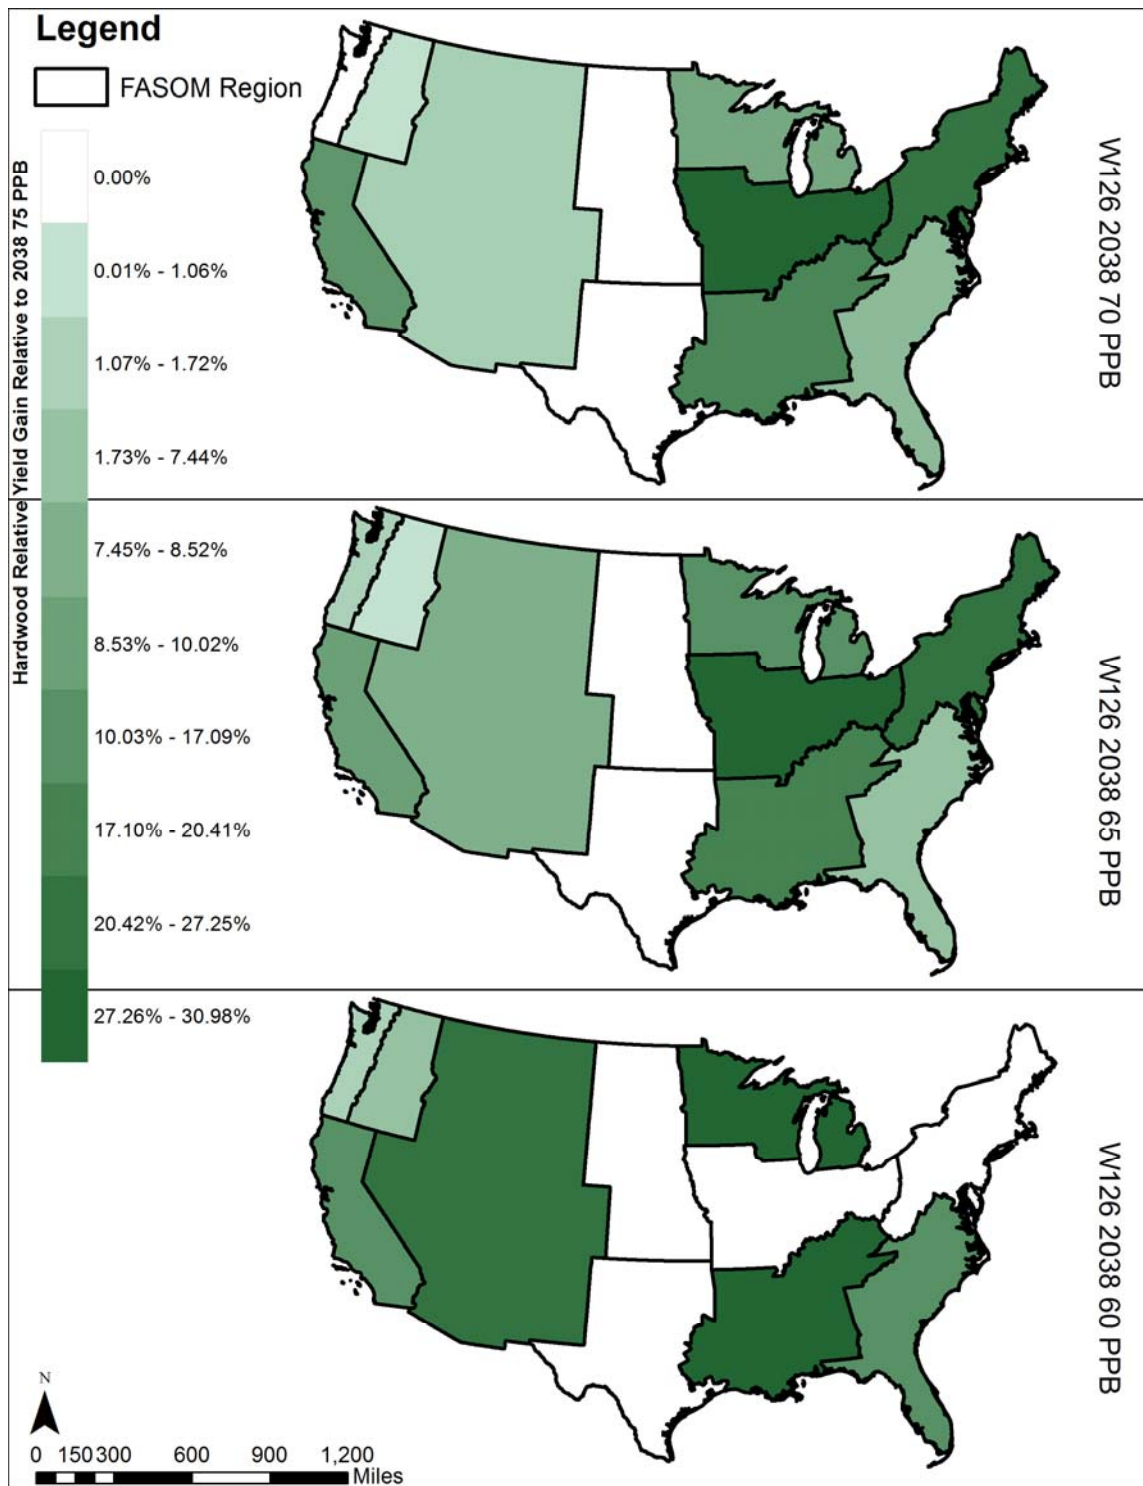 Legend
FASOM Region
Hardwood Relative Yield Gain Relative to 2038 75 PPB
0.00%
0.01% - 1.06%
1.07% - 1.72%
1.73% - 7.44%
7.45% - 8.52%
8.53% - 10.02%
10.03% - 17.09%
17.10% - 20.41%
20.42% - 27.25%
27.26% - 30.98%
W126 2038 70 PPB
W126 2038 65 PPB
W126 2038 60 PPB
N
0 150 300 600 900 1,200
Miles